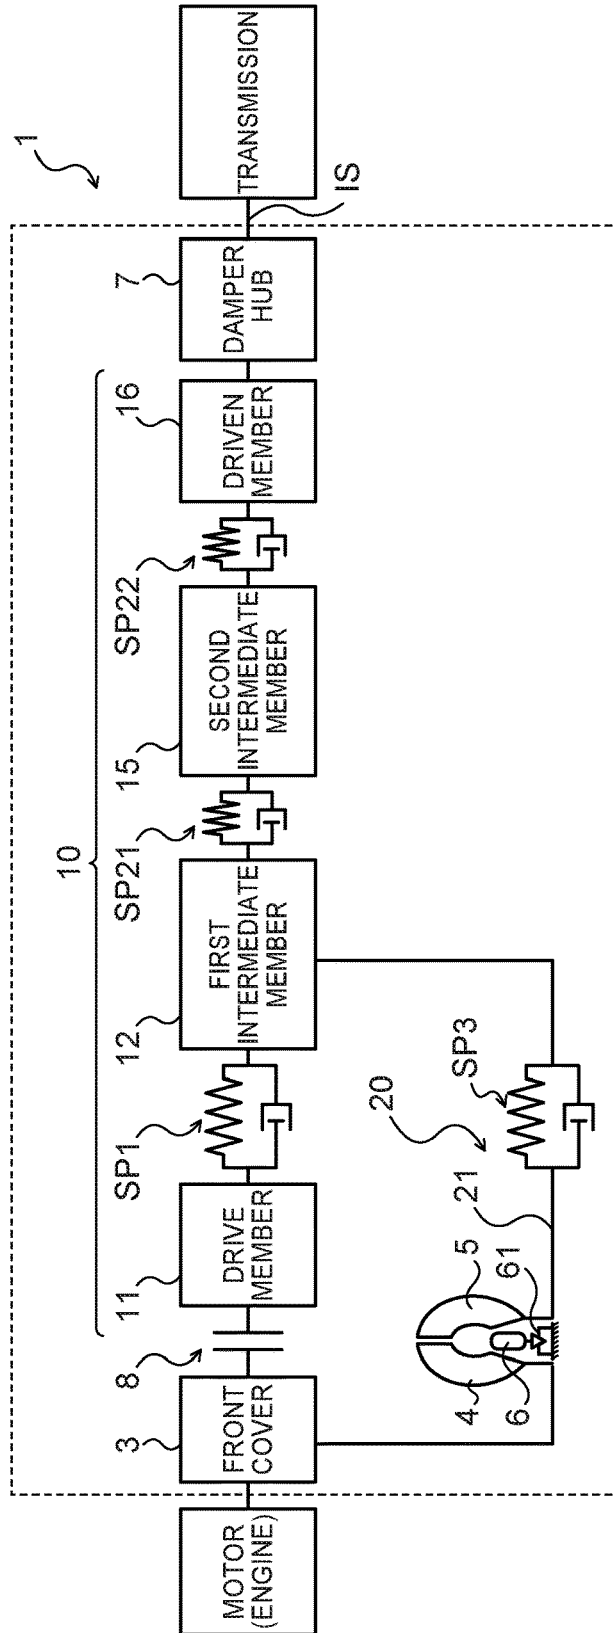 1
10
MOTOR
(ENGINE)
3
FRONT
COVER
8
11
DRIVE
MEMBER
SP1
12
FIRST
INTERMEDIATE
MEMBER
SP21
15
SECOND
INTERMEDIATE
MEMBER
SP22
16
DRIVEN
MEMBER
7
DAMPER
HUB
IS
TRANSMISSION
4
5
6
61
21
20
SP3